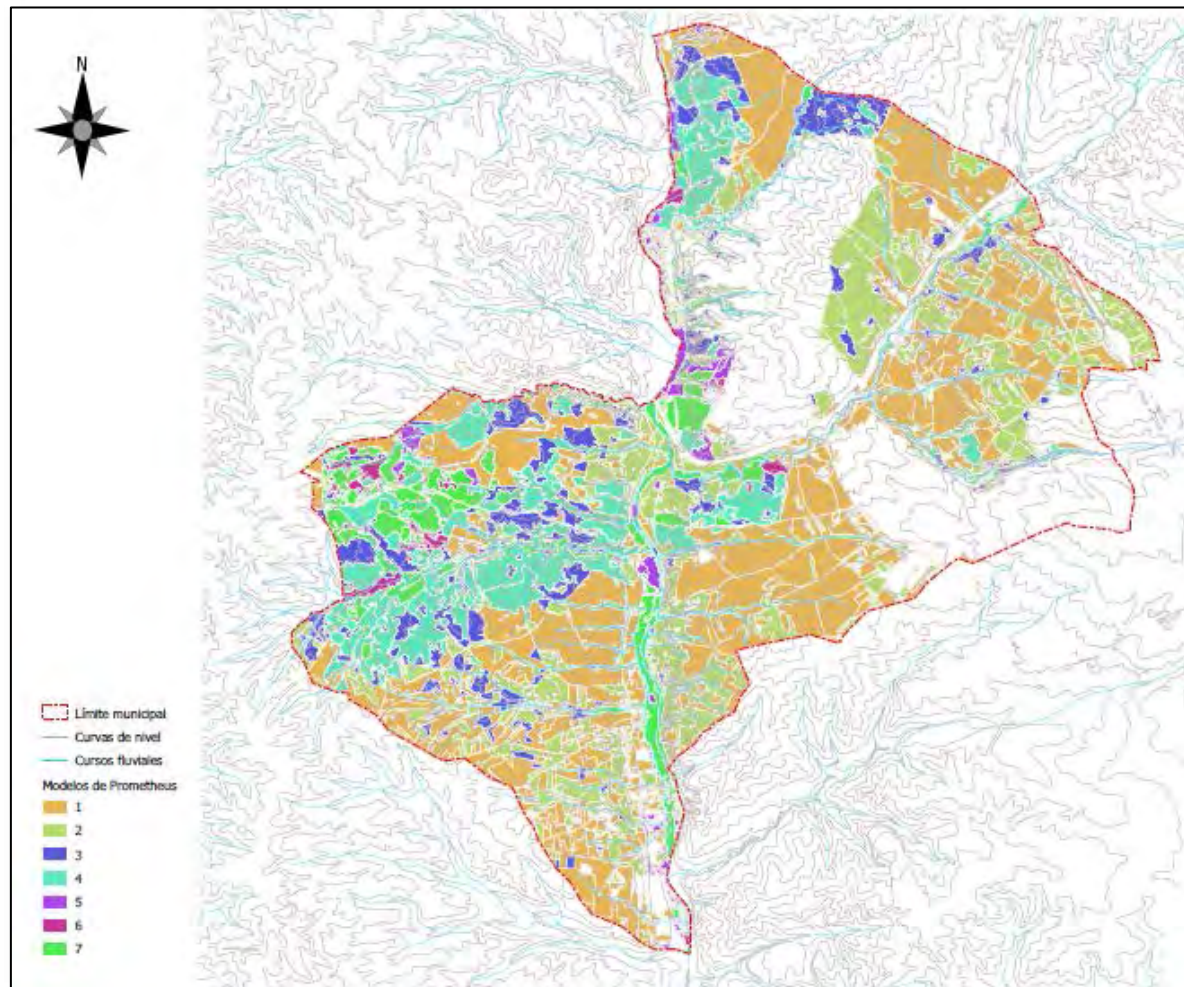 N
Límite municipal
Curvas de nivel
Cursos fluviales
Modelos de Prometheus
1
2
3
4
5
6
7